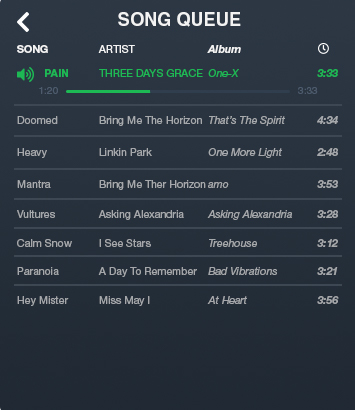 SONG QUEUE
SONG ARTIST Album
PAIN THREE DAYS GRACE One-X 3:33
1:20 3:33
Doomed Bring Me The Horizon That's The Spirit 4:34
Heavy Linkin Park One More Light 2:48
Mantra Bring Me Ther Horizon amo 3:53
Vultures Asking Alexandria Asking Alexandria 3:28
Calm Snow I See Stars Treehouse 3:12
Paranoia A Day To Remember Bad Vibrations 3:21
Hey Mister Miss May I At Heart 3:56